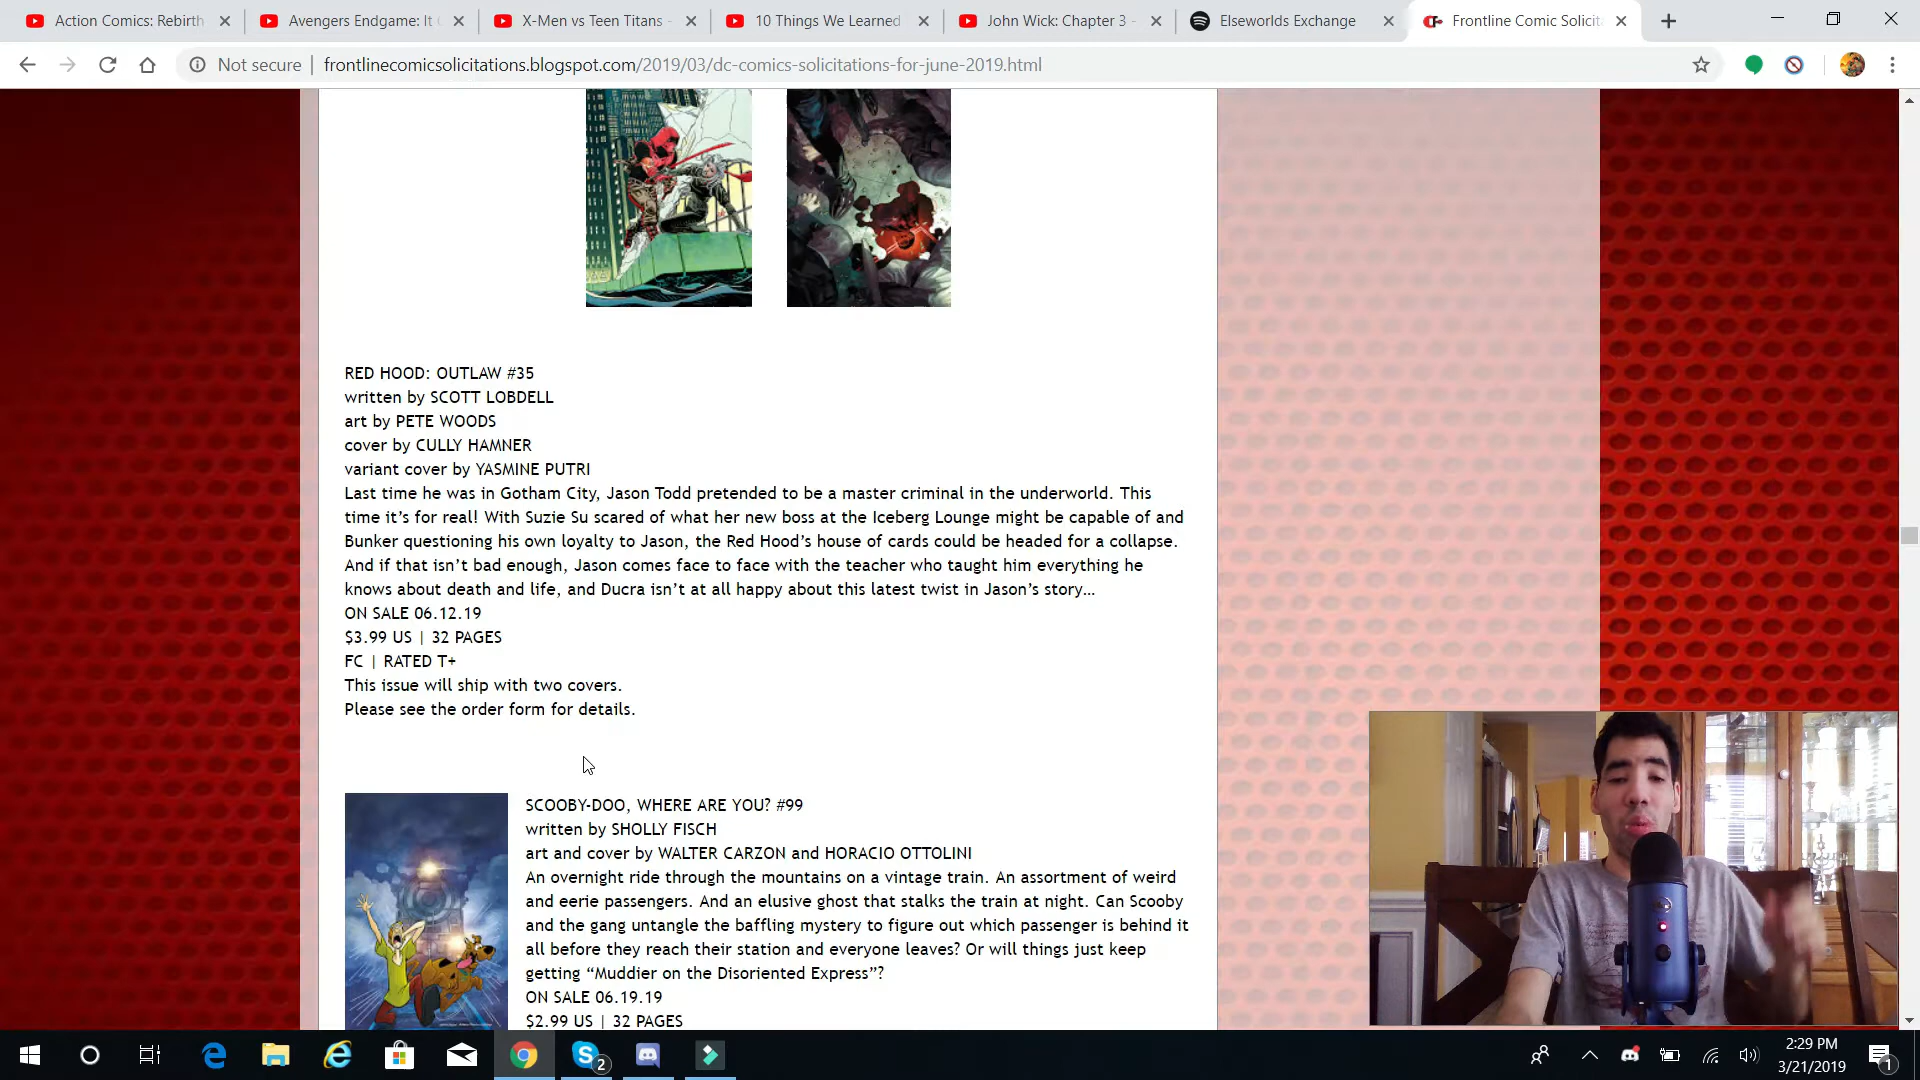 Action Comics: Rebirth
Avengers Endgame: It
X-Men vs Teen Titans -
10 Things We Learned
John Wick: Chapter 3 -
Elseworlds Exchange
Frontline Comic Solicit
Not secure
frontlinecomicsolicitations.blogspot.com/2019/03/dc-comics-solicitations-for-june-2019.html
RED HOOD: OUTLAW #35
written by SCOTT LOBDELL
art by PETE WOODS
cover by CULLY HAMNER
variant cover by YASMINE PUTRI
Last time he was in Gotham City, Jason Todd pretended to be a master criminal in the underworld. This
time it’s for real! With Suzie Su scared of what her new boss at the Iceberg Lounge might be capable of and
Bunker questioning his own loyalty to Jason, the Red Hood’s house of cards could be headed for a collapse.
And if that isn’t bad enough, Jason comes face to face with the teacher who taught him everything he
knows about death and life, and Ducra isn’t at all happy about this latest twist in Jason’s story…
ON SALE 06.12.19
$3.99 US | 32 PAGES
FC | RATED T+
This issue will ship with two covers.
Please see the order form for details.
SCOOBY-DOO, WHERE ARE YOU? #99
written by SHOLLY FISCH
art and cover by WALTER CARZON and HORACIO OTTOLINI
An overnight ride through the mountains on a vintage train. An assortment of weird
and eerie passengers. And an elusive ghost that stalks the train at night. Can Scooby
and the gang untangle the baffling mystery to figure out which passenger is behind it
all before they reach their station and everyone leaves? Or will things just keep
getting “Muddier on the Disoriented Express”?
ON SALE 06.19.19
$2.99 US | 32 PAGES
2
2:29 PM
3/21/2019
1